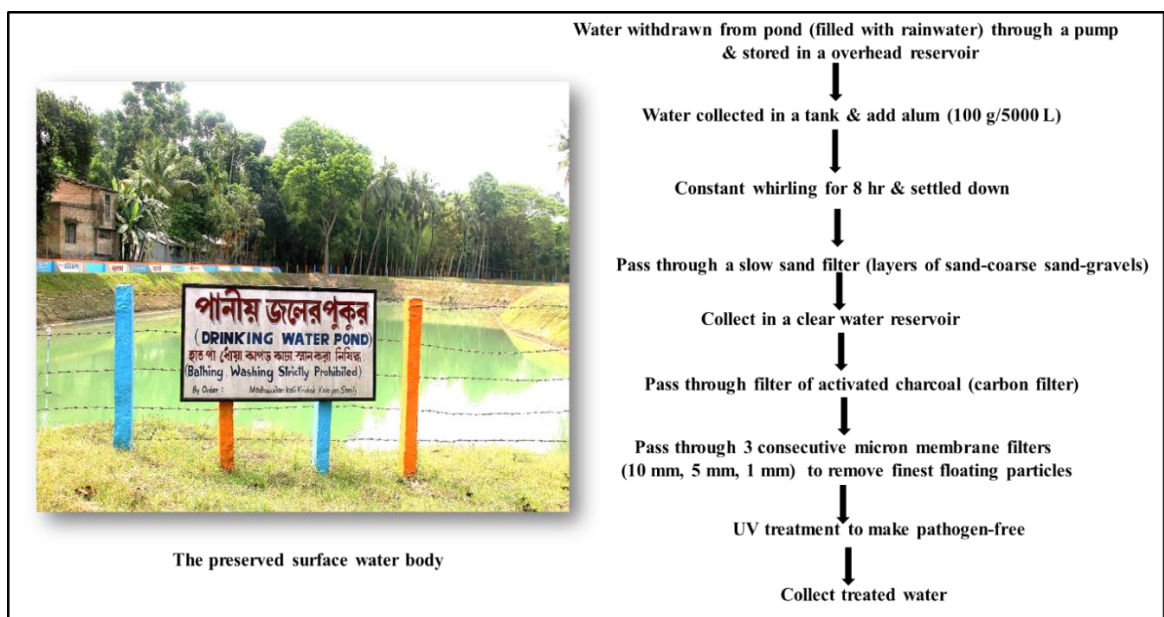 পানীয় জলের পুকুর
(DRINKING WATER POND)
হাত পা ধোঁয়া কাপড় কাচা, স্নান করা নিষিদ্ধ,
(Bathing, Washing Strictly Prohibited)
By Order :
The preserved surface water body
Water withdrawn from pond (filled with rainwater) through a pump
& stored in a overhead reservoir
Water collected in a tank & add alum (100 g/5000 L)
Constant whirling for 8 hr & settled down
Pass through a slow sand filter (layers of sand-coarse sand-gravels)
Collect in a clear water reservoir
Pass through filter of activated charcoal (carbon filter)
Pass through 3 consecutive micron membrane filters
(10 mm, 5 mm, 1 mm) to remove finest floating particles
UV treatment to make pathogen-free
Collect treated water